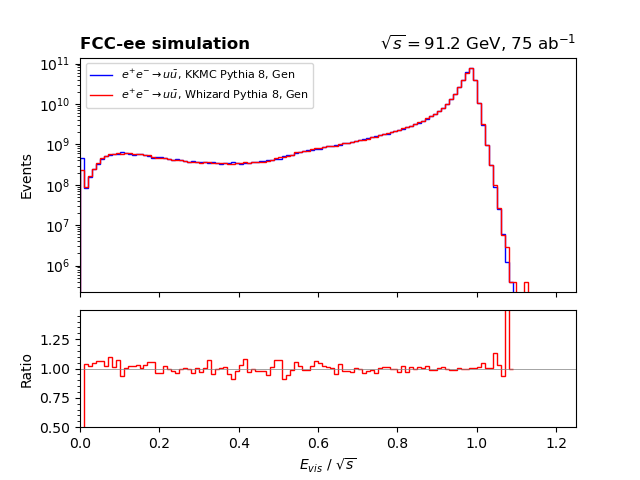 FCC-ee simulation
√s = 91.2 GeV, 75 ab⁻¹
e⁺e⁻ → uū, KKMC Pythia 8, Gen
e⁺e⁻ → uū, Whizard Pythia 8, Gen
Events
10¹¹
10¹⁰
10⁹
10⁸
10⁷
10⁶
Ratio
1.25
1.00
0.75
0.50
0.0 0.2 0.4 0.6 0.8 1.0 1.2
E_vis / √s